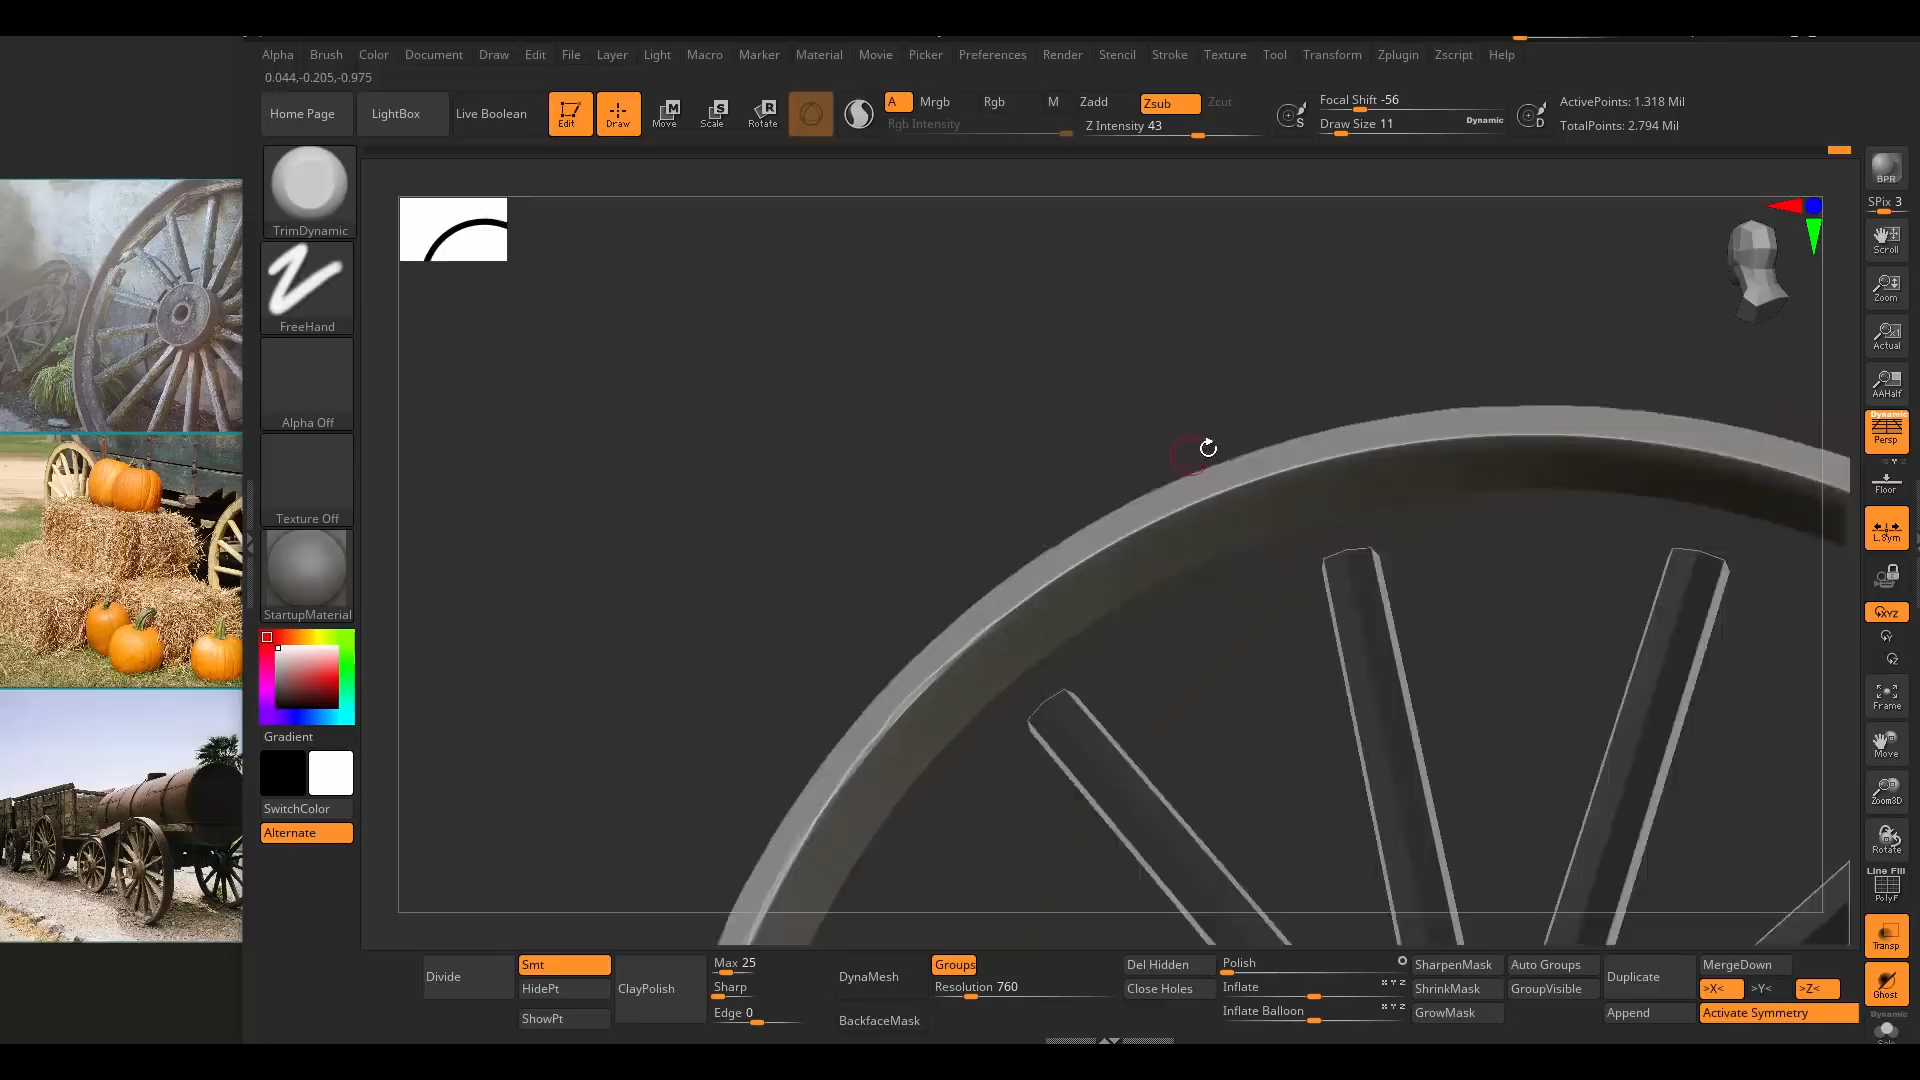 Alpha Brush Color Document Draw Edit File Layer Light Macro Marker Material Movie Picker Preferences Render Stencil Stroke Texture Tool Transform Zplugin Zscript Help
0.044,-0.205,-0.975
Home Page LightBox Live Boolean Edit Draw Move Scale Rotate
A Mrgb Rgb M Zadd Zsub Zcut
Rgb Intensity Z Intensity 43
Focal Shift -56
Draw Size 11 Dynamic
ActivePoints: 1.318 Mil
TotalPoints: 2.794 Mil
TrimDynamic
FreeHand
Alpha Off
Texture Off
StartupMaterial
Gradient
SwitchColor
Alternate
BPR
SPix 3
Scroll
Zoom
Actual
AAHalf
Dynamic
Persp
Floor
L.Sym
XYZ
Frame
Move
Zoom3D
Rotate
Line Fill
PolyF
Transp
Ghost
Dynamic
Divide
Smt
HidePt
ShowPt
ClayPolish
Max 25
Sharp
Edge 0
DynaMesh
BackfaceMask
Groups
Resolution 760
Del Hidden
Close Holes
Polish
Inflate
Inflate Balloon
SharpenMask
ShrinkMask
GrowMask
Auto Groups
GroupVisible
Duplicate
Append
MergeDown
>X< >Y< >Z<
Activate Symmetry